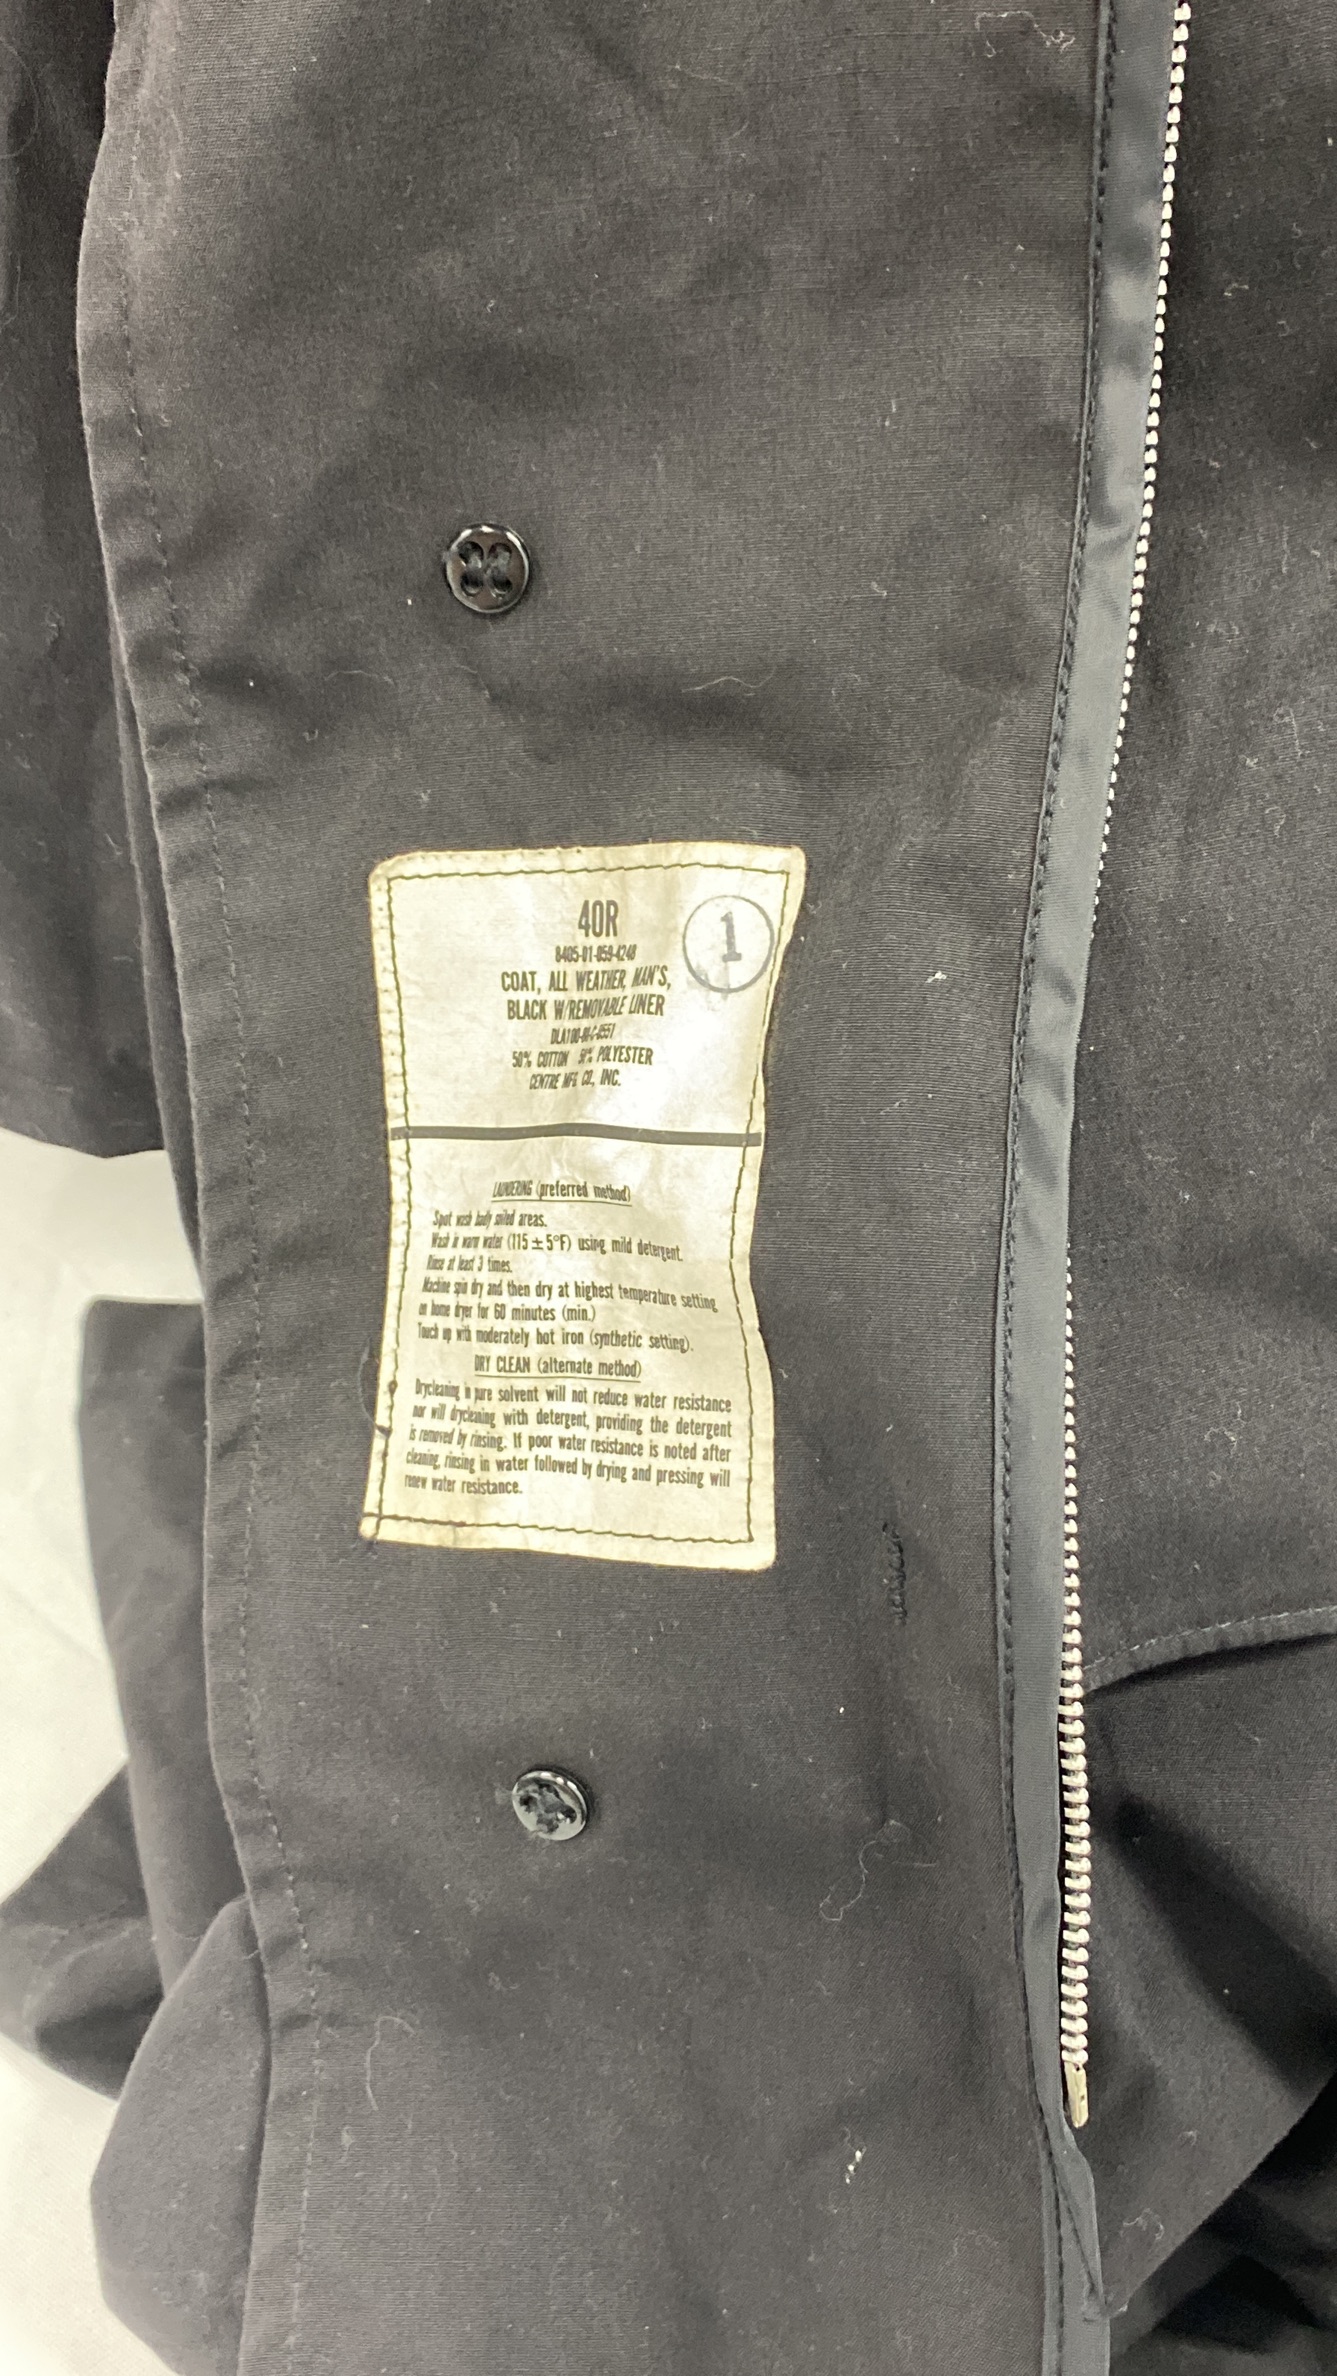 40R
1
8405-01-059-4248
COAT, ALL WEATHER, MAN'S,
BLACK W/REMOVABLE LINER
50% COTTON 50% POLYESTER
CENTRE MFG CO., INC.
LAUNDERING (preferred method)
Spot wash body soiled areas.
Wash in warm water (115 ± 5°F) using mild detergent.
Rinse at least 3 times.
Machine spin dry and then dry at highest temperature setting
on home dryer for 60 minutes (min.)
Touch up with moderately hot iron (synthetic setting).
DRY CLEAN (alternate method)
Drycleaning in pure solvent will not reduce water resistance
nor will drycleaning with detergent, providing the detergent
is removed by rinsing. If poor water resistance is noted after
cleaning, rinsing in water followed by drying and pressing will
renew water resistance.